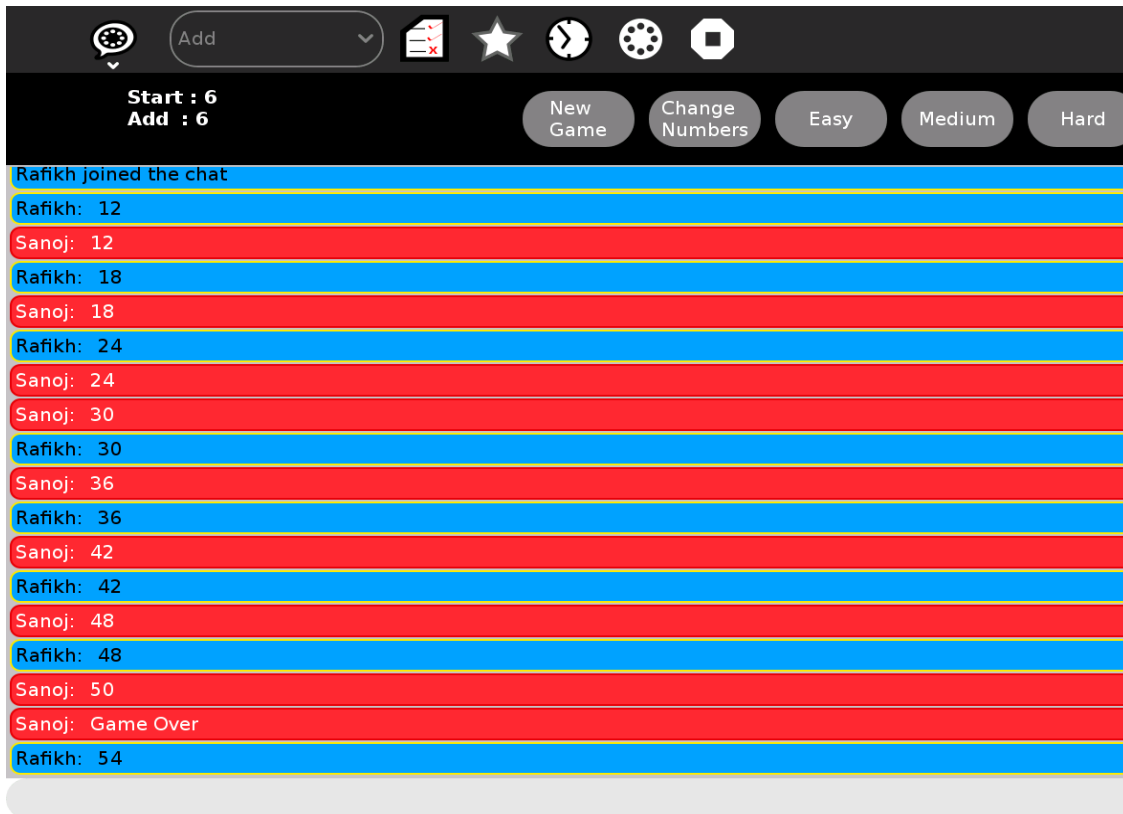 Add
Start : 6
Add  : 6
New
Game
Change
Numbers
Easy
Medium
Hard
Rafikh joined the chat
Rafikh:  12
Sanoj:  12
Rafikh:  18
Sanoj:  18
Rafikh:  24
Sanoj:  24
Sanoj:  30
Rafikh:  30
Sanoj:  36
Rafikh:  36
Sanoj:  42
Rafikh:  42
Sanoj:  48
Rafikh:  48
Sanoj:  50
Sanoj:  Game Over
Rafikh:  54